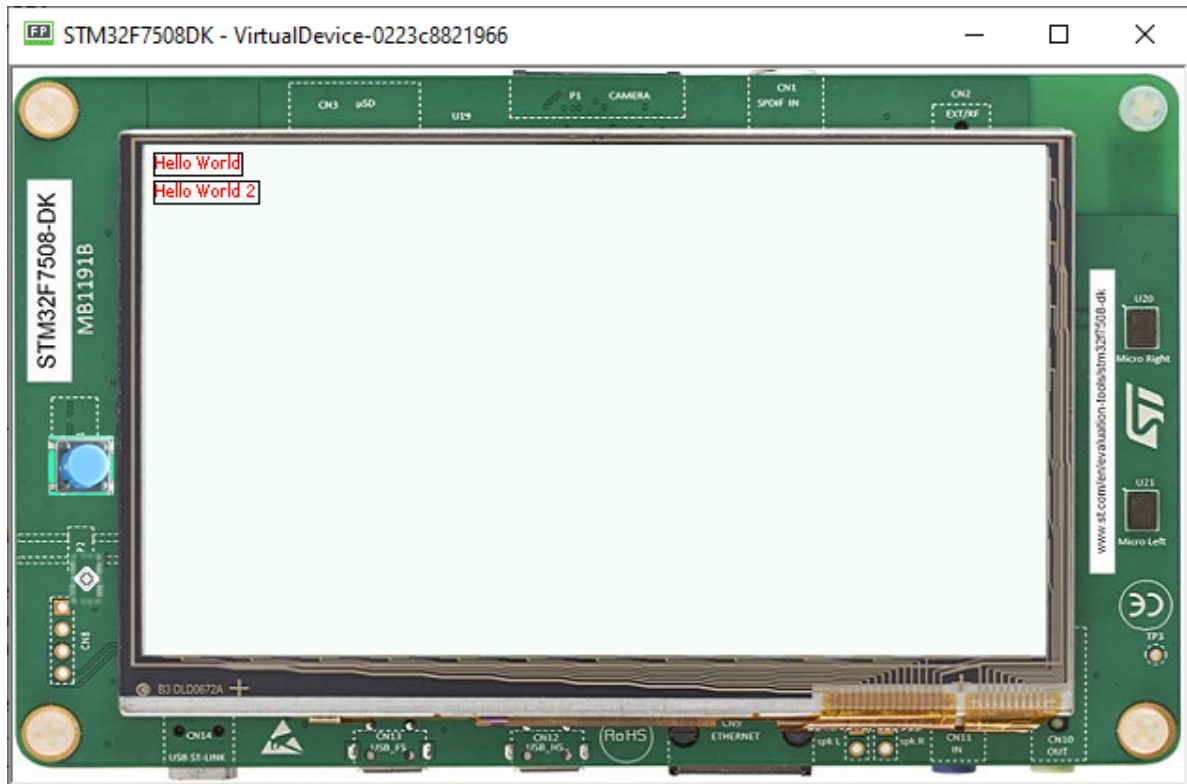 STM32F7508DK - VirtualDevice-0223c8821966
CN3 µSD
U19
P1 CAMERA
CN1
SPDIF IN
CN2
EXT/RF
Hello World
Hello World 2
STM32F7508-DK
MB1191B
www.st.com/en/evaluation-tools/stm32f7508-dk
U20
Micro Right
U21
Micro Left
TP3
P2
CN8
B3 DLD0672A
CN14
USB ST-LINK
CN13
USB_FS
CN12
USB_HS
RoHS
CN9
ETHERNET
spk L
spk R
CN11
IN
CN10
OUT